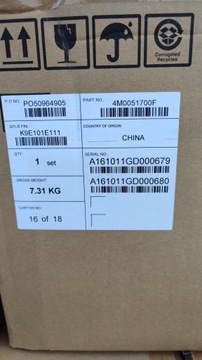 Corrugated
Recycles
P.O NO. PO50964905
PART NO.: 4M0051700F
SPLR P/N: K9E101E111
COUNTRY OF ORIGIN:
CHINA
QTY: 1 set
SERIAL NO.:
A161011GD000679
GROSS WEIGHT: 7.31 KG
A161011GD000680
CARTON NO
16 of 18